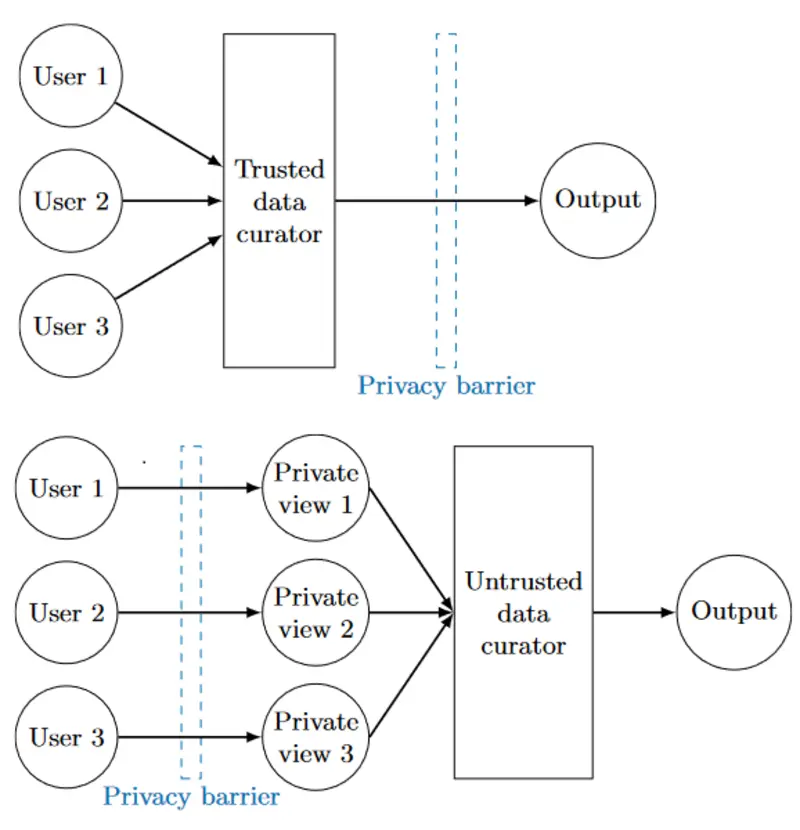 User 1
User 2
User 3
Trusted
data
curator
Output
Privacy barrier
User 1
User 2
User 3
Private
view 1
Private
view 2
Private
view 3
Untrusted
data
curator
Output
Privacy barrier